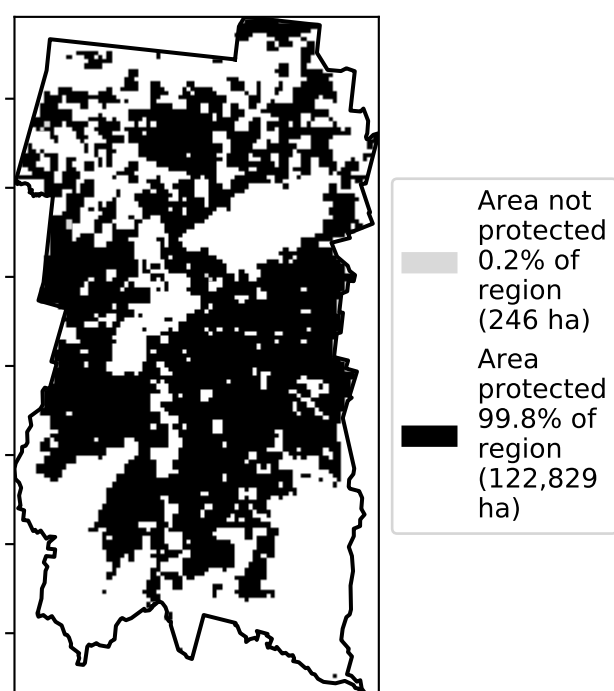 Area not
protected
0.2% of
region
(246 ha)
Area
protected
99.8% of
region
(122,829
ha)